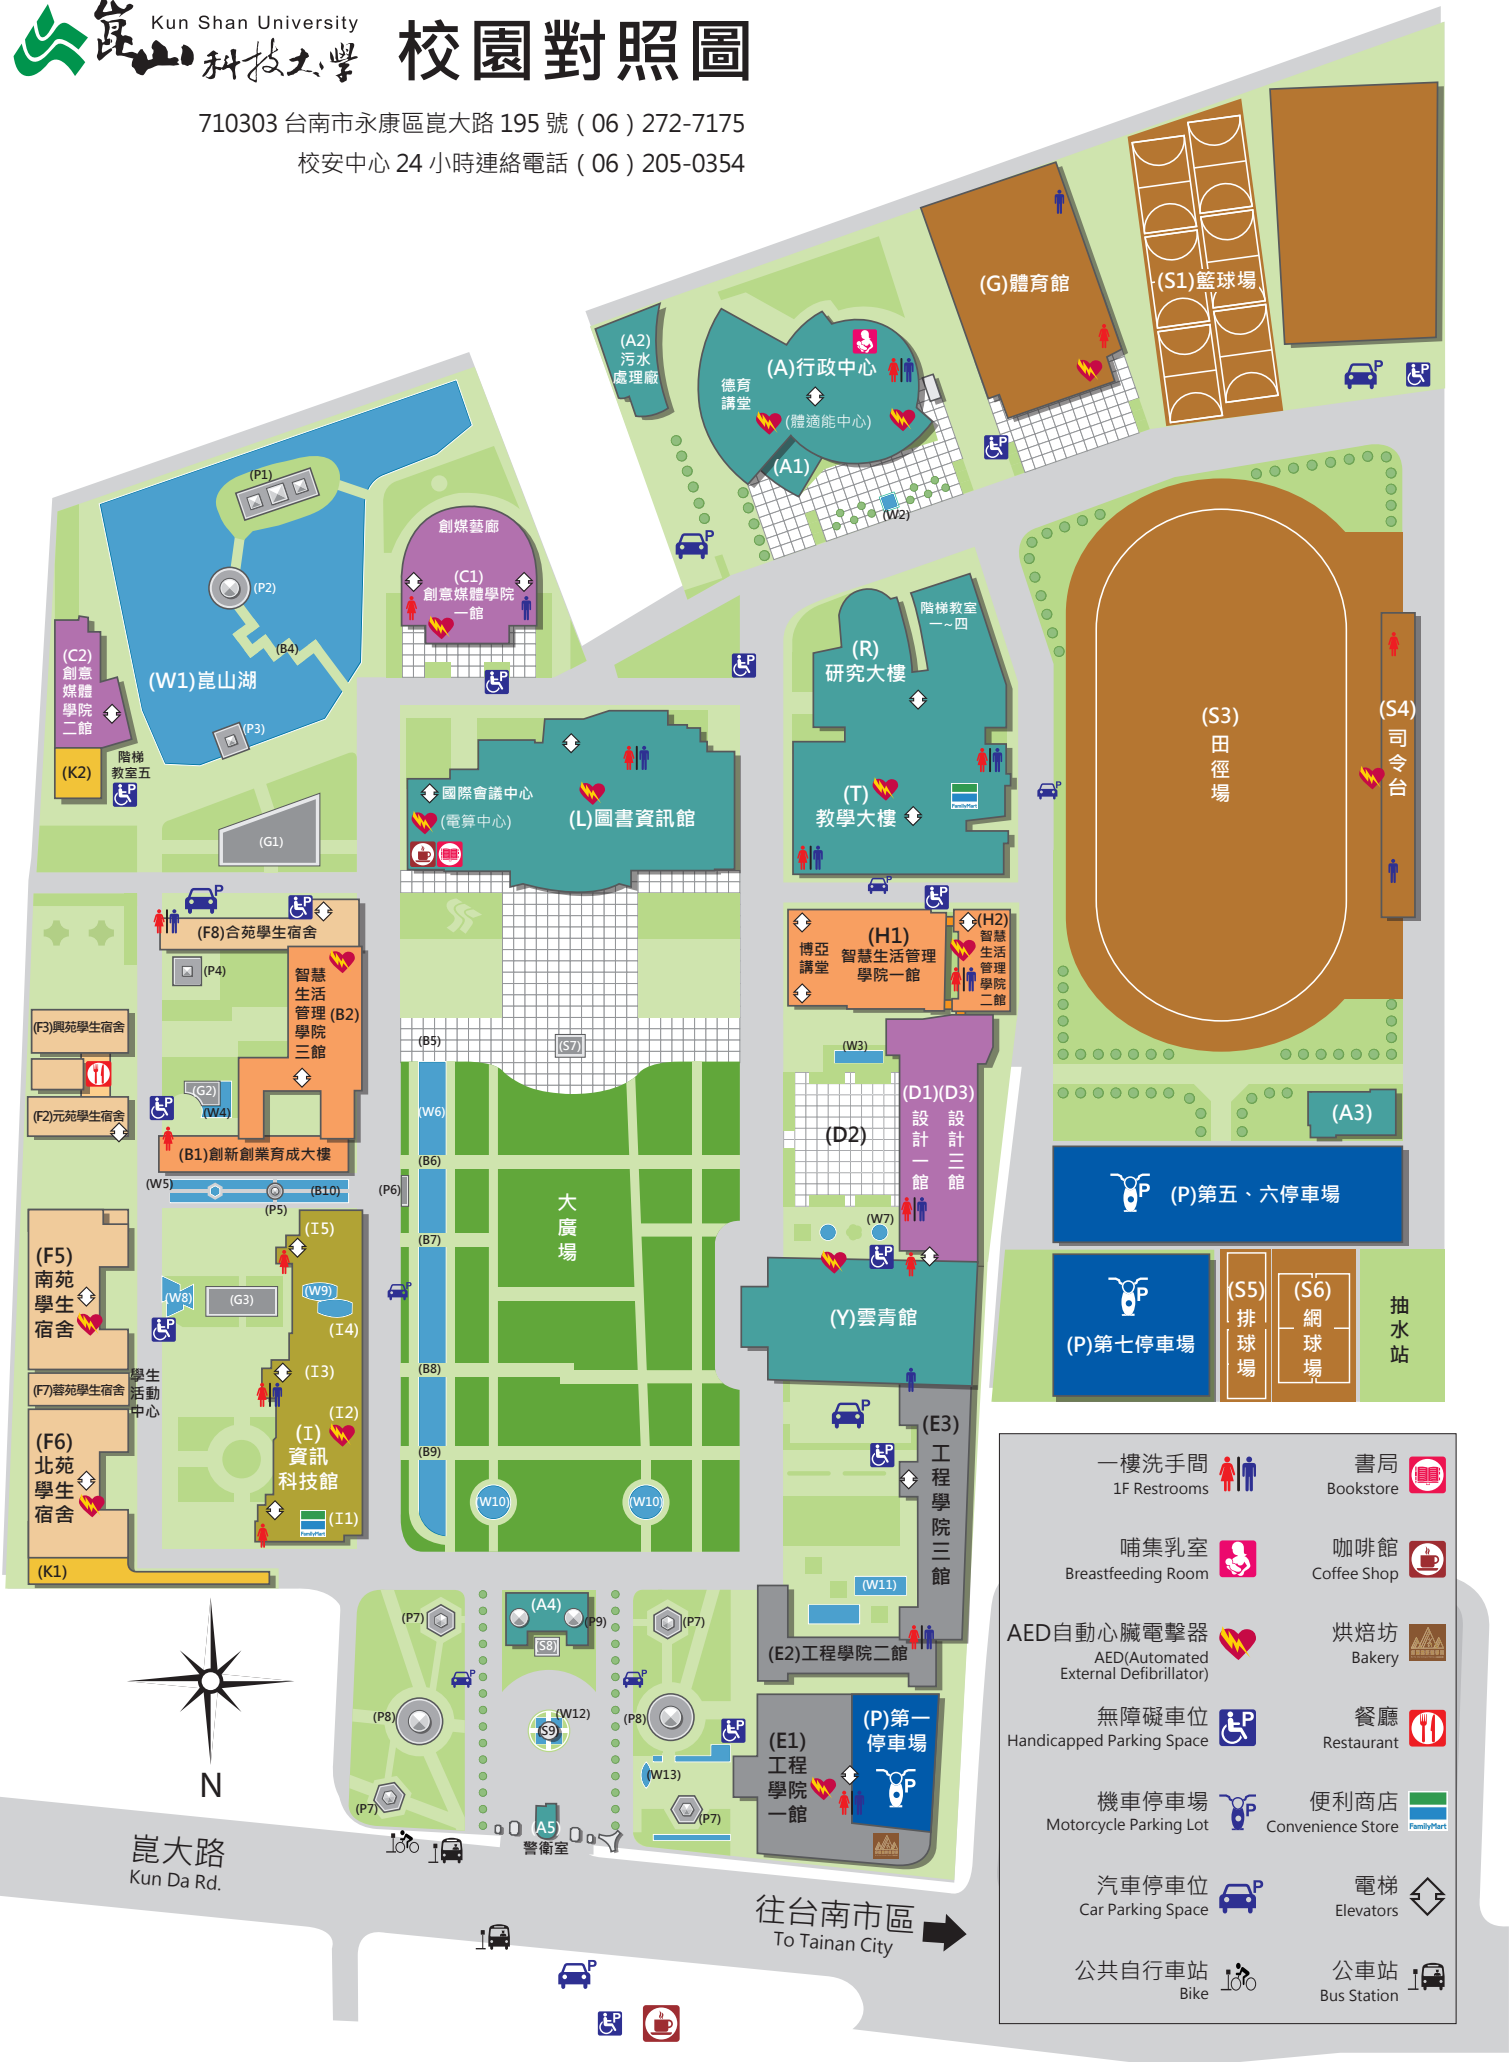 Kun Shan University
崑山科技大學
校園對照圖
710303 台南市永康區崑大路 195 號 ( 06 ) 272-7175
校安中心 24 小時連絡電話 ( 06 ) 205-0354
(G)體育館
(S1)籃球場
(A2)
污水
處理廠
德育
講堂
(A)行政中心
(體適能中心)
(A1)
(W2)
(P1)
(P2)
(B4)
(W1)崑山湖
(P3)
創媒藝廊
(C1)
創意媒體學院
一館
(C2)
創意
媒體
學院
二館
(K2)
階梯
教室五
(G1)
階梯教室
一~四
(R)
研究大樓
(T)
教學大樓
FamilyMart
國際會議中心
(電算中心)
(L)圖書資訊館
(S3)
田
徑
場
(S4)
司
令
台
(F8)合苑學生宿舍
(P4)
智慧
生活
管理
學院
三館
(B2)
(F3)興苑學生宿舍
(F2)元苑學生宿舍
(G2)
(W4)
(B1)創新創業育成大樓
(W5)
(B10)
(P5)
(P6)
(B5)
(S7)
(W6)
(B6)
(B7)
(B8)
(B9)
大
廣
場
(W10)
(W10)
博亞
講堂
(H1)
智慧生活管理
學院一館
(H2)
智慧
生活
管理
學院
二館
(W3)
(D2)
(D1)
設
計
一
館
(D3)
設
計
三
館
(W7)
(Y)雲青館
(A3)
(P)第五、六停車場
(P)第七停車場
(S5)
排
球
場
(S6)
網
球
場
抽
水
站
(F5)
南苑
學生
宿舍
(F7)蓉苑學生宿舍
學生
活動
中心
(F6)
北苑
學生
宿舍
(K1)
(W8)
(G3)
(I5)
(W9)
(I4)
(I3)
(I2)
(I)
資訊
科技館
(I1)
FamilyMart
(E3)
工
程
學
院
三
館
(W11)
(E2)工程學院二館
(E1)
工程
學院
一館
(P)第一
停車場
(A4)
(P9)
(S8)
(P7)
(P7)
(P8)
(P8)
(W12)
(S9)
(W13)
(P7)
(P7)
(A5)
警衛室
N
崑大路
Kun Da Rd.
往台南市區
To Tainan City
一樓洗手間
1F Restrooms
書局
Bookstore
哺集乳室
Breastfeeding Room
咖啡館
Coffee Shop
AED自動心臟電擊器
AED(Automated
External Defibrillator)
烘焙坊
Bakery
無障礙車位
Handicapped Parking Space
餐廳
Restaurant
機車停車場
Motorcycle Parking Lot
便利商店
Convenience Store
FamilyMart
汽車停車位
Car Parking Space
電梯
Elevators
公共自行車站
Bike
公車站
Bus Station